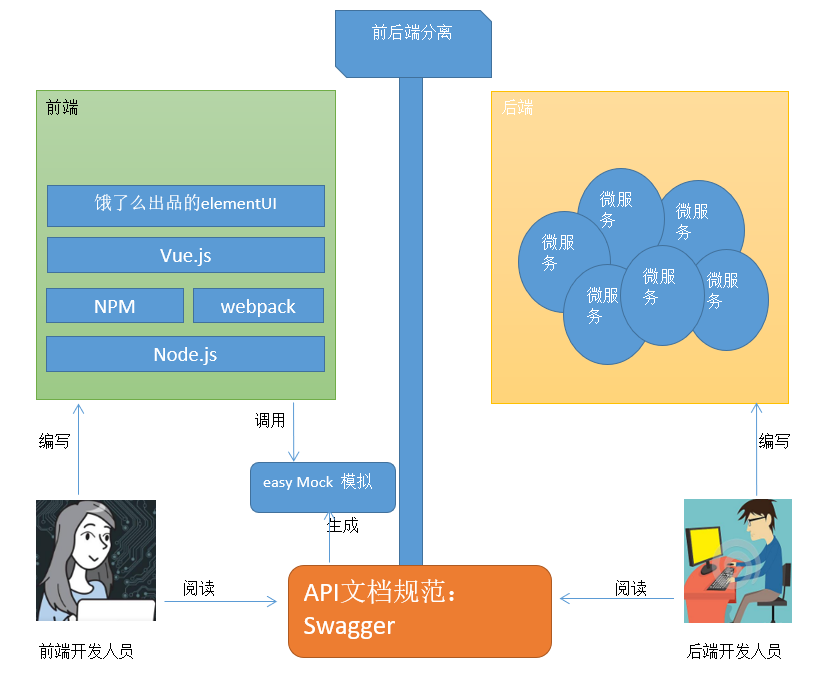 前后端分离
前端
饿了么出品的elementUI
Vue.js
NPM
webpack
Node.js
后端
微服
务
微服
务
微服
务
微服
务
微服
务
微服
务
编写
调用
easy Mock 模拟
生成
编写
阅读
API文档规范：
Swagger
阅读
前端开发人员
后端开发人员